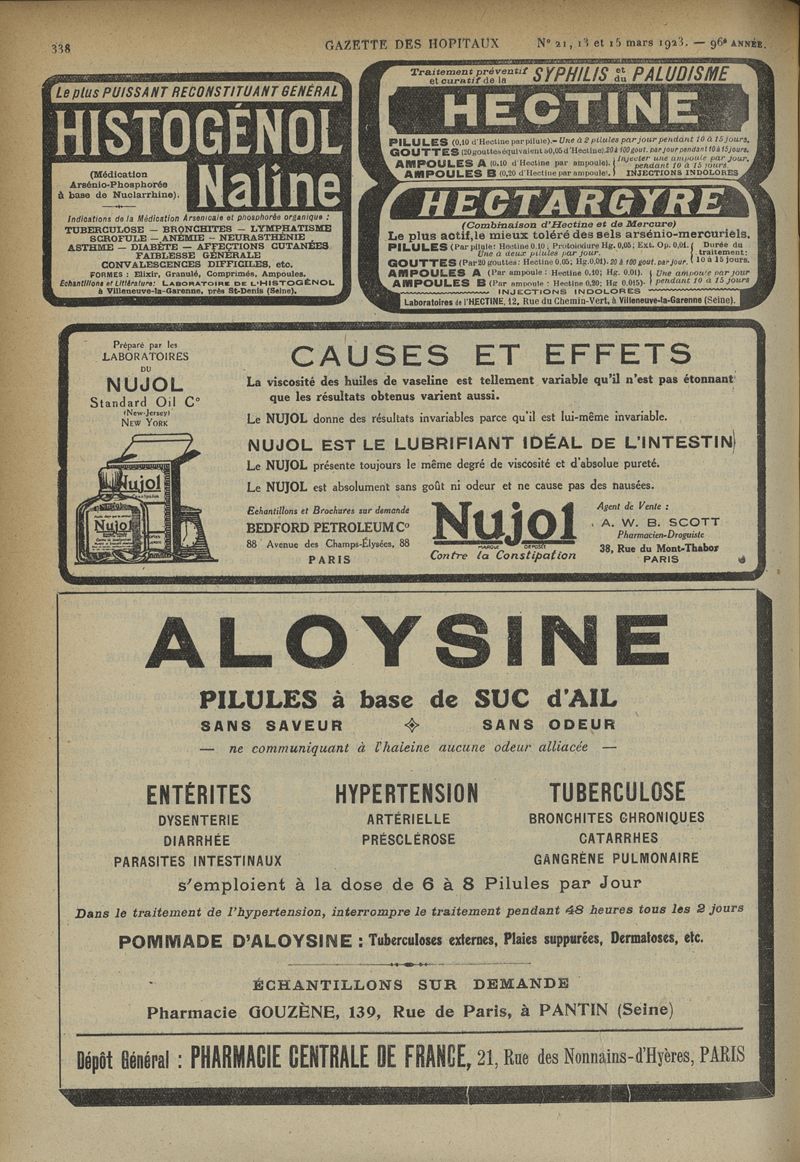 338
GAZETTE DES HOPITAUX
N° 21, 13 et 15 mars 1923. — 96e ANNÉE.
Le plus PUISSANT RECONSTITUANT GENÉRAL
HISTOGÉNOL
(Médication
Arsénio-Phosphorée
à base de Nuclarrhine).
Naline
Indications de la Médication Arsenicale et phosphorée organique :
TUBERCULOSE — BRONCHITES — LYMPHATISME
SCROFULE — ANÉMIE — NEURASTHÉNIE
ASTHME — DIABÈTE — AFFECTIONS CUTANÉES
FAIBLESSE GÉNÉRALE
CONVALESCENCES DIFFICILES, etc.
FORMES : Elixir, Granulé, Comprimés, Ampoules.
Echantillons et Littérature : LABORATOIRE DE L'HISTOGÉNOL
à Villeneuve-la-Garenne, près St-Denis (Seine).
Traitement préventif et curatif de la SYPHILIS et du PALUDISME
HECTINE
PILULES (0,10 d'Hectine par pilule).— Une à 2 pilules par jour pendant 10 à 15 jours.
GOUTTES (20 gouttes équivalent à 0,05 d'Hectine). 20 à 100 gout. par jour pendant 10 à 15 jours.
AMPOULES A (0,10 d'Hectine par ampoule). Injecter une ampoule par jour,
AMPOULES B (0,20 d'Hectine par ampoule). pendant 10 à 15 jours
INJECTIONS INDOLORES
HECTARGYRE
(Combinaison d'Hectine et de Mercure)
Le plus actif, le mieux toléré des sels arsénio-mercuriels.
PILULES (Par pilule: Hectine 0.10, Protoiodure Hg. 0,05; Ext. Op. 0,01.
Une à deux pilules par jour.
GOUTTES (Par 20 gouttes: Hectine 0,05; Hg. 0,01). 20 à 100 gout. par jour.
Durée du traitement: 10 à 15 jours.
AMPOULES A (Par ampoule : Hectine 0,10; Hg. 0,01).
AMPOULES B (Par ampoule : Hectine 0,20; Hg 0,015).
Une ampoule par jour pendant 10 à 15 jours
INJECTIONS INDOLORES
Laboratoires de l'HECTINE, 12, Rue du Chemin-Vert, à Villeneuve-la-Garenne (Seine).
Préparé par les
LABORATOIRES
DU
NUJOL
Standard Oil Co
(New-Jersey)
NEW YORK
Nujol
Nujol
CAUSES ET EFFETS
La viscosité des huiles de vaseline est tellement variable qu'il n'est pas étonnant
que les résultats obtenus varient aussi.
Le NUJOL donne des résultats invariables parce qu'il est lui-même invariable.
NUJOL EST LE LUBRIFIANT IDÉAL DE L'INTESTIN
Le NUJOL présente toujours le même degré de viscosité et d'absolue pureté.
Le NUJOL est absolument sans goût ni odeur et ne cause pas des nausées.
Echantillons et Brochures sur demande
BEDFORD PETROLEUM Co
88 Avenue des Champs-Élysées, 88
PARIS
Nujol
MARQUE DÉPOSÉE
Contre la Constipation
Agent de Vente :
A. W. B. SCOTT
Pharmacien-Droguiste
38, Rue du Mont-Thabor
PARIS
ALOYSINE
PILULES à base de SUC d'AIL
SANS SAVEUR SANS ODEUR
— ne communiquant à l'haleine aucune odeur alliacée —
ENTÉRITES
DYSENTERIE
DIARRHÉE
PARASITES INTESTINAUX
HYPERTENSION
ARTÉRIELLE
PRÉSCLÉROSE
TUBERCULOSE
BRONCHITES CHRONIQUES
CATARRHES
GANGRÈNE PULMONAIRE
s'emploient à la dose de 6 à 8 Pilules par Jour
Dans le traitement de l'hypertension, interrompre le traitement pendant 48 heures tous les 2 jours
POMMADE D'ALOYSINE : Tuberculoses externes, Plaies suppurées, Dermatoses, etc.
ÉCHANTILLONS SUR DEMANDE
Pharmacie GOUZÈNE, 139, Rue de Paris, à PANTIN (Seine)
Dépôt Général : PHARMACIE CENTRALE DE FRANCE, 21, Rue des Nonnains-d'Hyères, PARIS